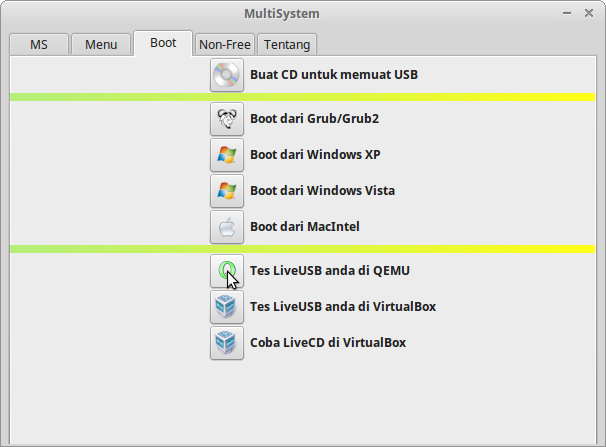 MultiSystem
MS Menu Boot Non-Free Tentang
Buat CD untuk memuat USB
Boot dari Grub/Grub2
Boot dari Windows XP
Boot dari Windows Vista
Boot dari MacIntel
Tes LiveUSB anda di QEMU
Tes LiveUSB anda di VirtualBox
Coba LiveCD di VirtualBox